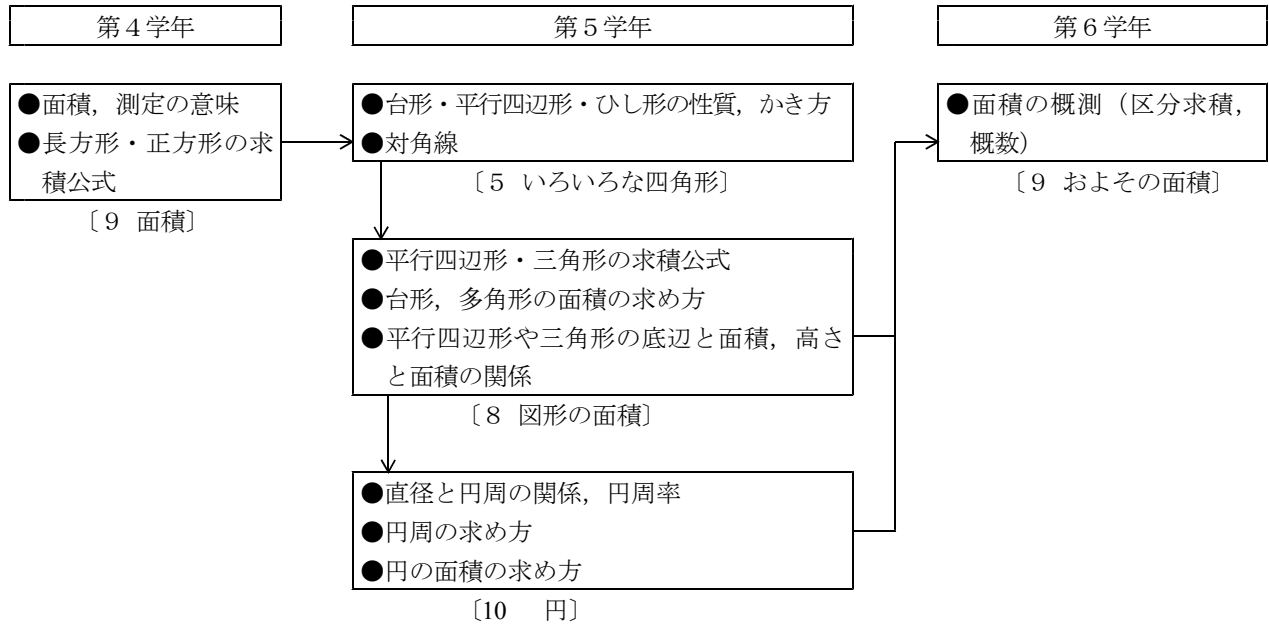 第４学年
第５学年
第６学年
●面積，測定の意味
●長方形・正方形の求
積公式
〔９ 面積〕
●台形・平行四辺形・ひし形の性質，かき方
●対角線
〔５ いろいろな四角形〕
●平行四辺形・三角形の求積公式
●台形，多角形の面積の求め方
●平行四辺形や三角形の底辺と面積，高さ
と面積の関係
〔８ 図形の面積〕
●直径と円周の関係，円周率
●円周の求め方
●円の面積の求め方
〔10 円〕
●面積の概測（区分求積，
概数）
〔９ およその面積〕